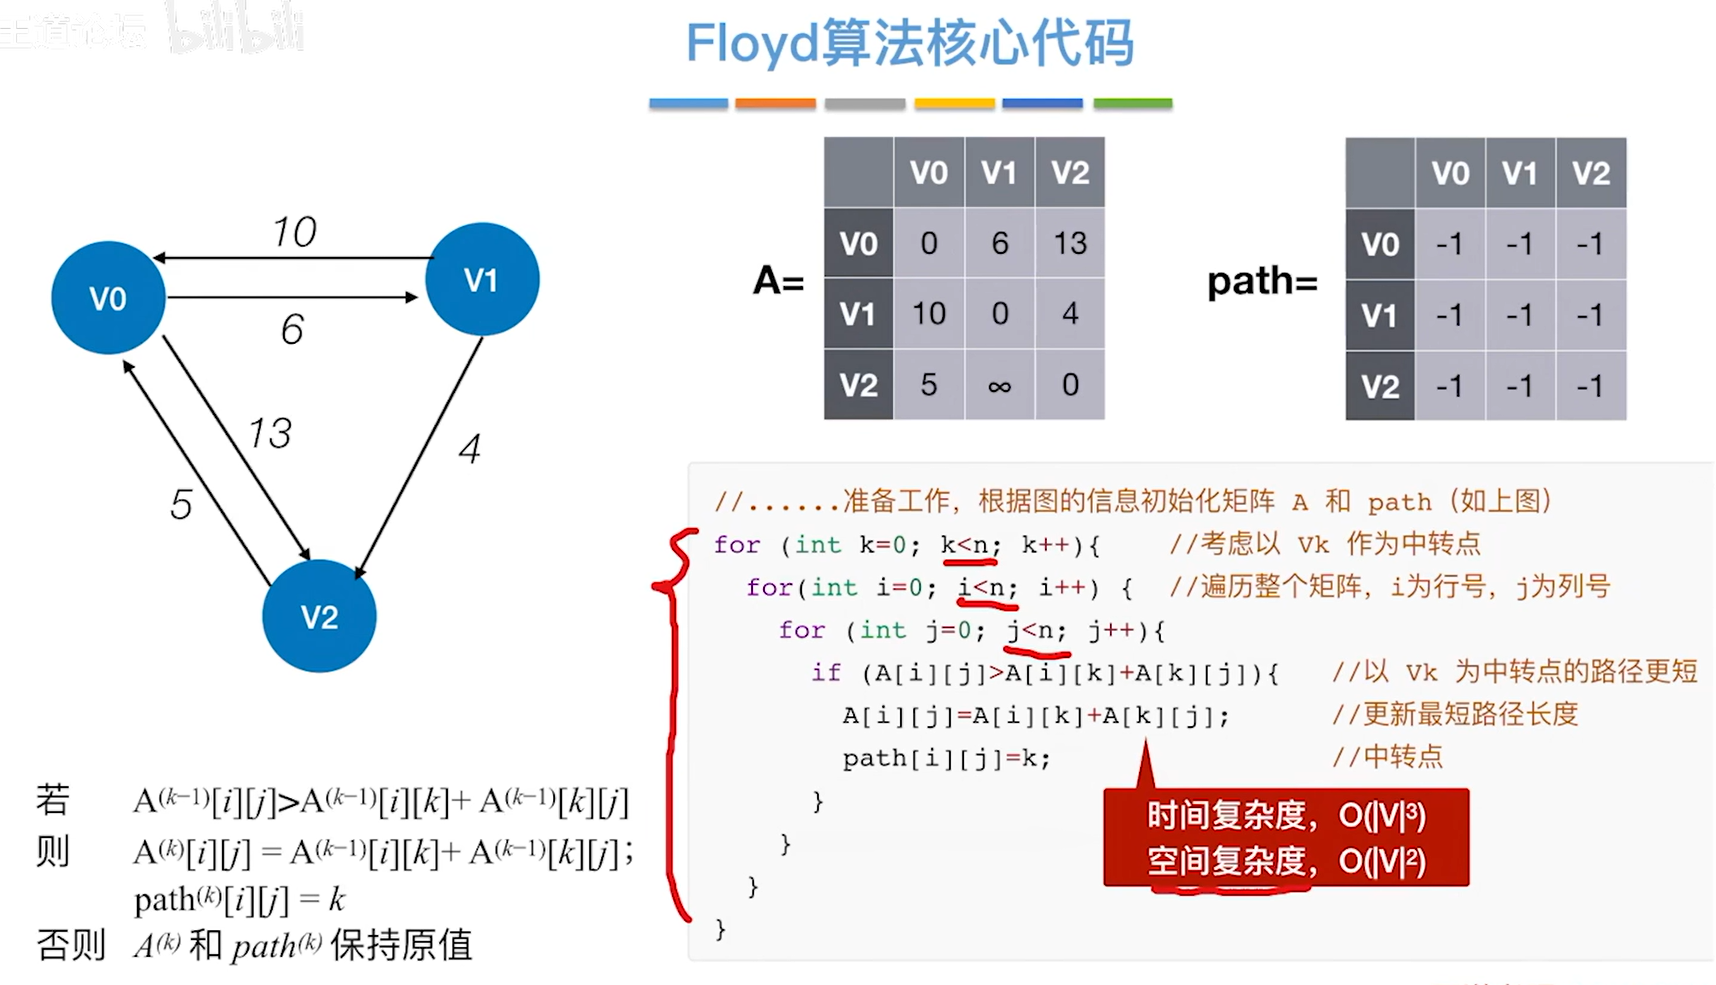 王道论坛 bilibili
Floyd算法核心代码
10
6
13
5
4
V0
V1
V2
A=
V0 V1 V2
V0 0 6 13
V1 10 0 4
V2 5 ∞ 0
path=
V0 V1 V2
V0 -1 -1 -1
V1 -1 -1 -1
V2 -1 -1 -1
//......准备工作，根据图的信息初始化矩阵 A 和 path（如上图）
for (int k=0; k<n; k++){ //考虑以 Vk 作为中转点
for(int i=0; i<n; i++) { //遍历整个矩阵，i为行号，j为列号
for (int j=0; j<n; j++){
if (A[i][j]>A[i][k]+A[k][j]){ //以 Vk 为中转点的路径更短
A[i][j]=A[i][k]+A[k][j]; //更新最短路径长度
path[i][j]=k; //中转点
}
}
}
}
时间复杂度，O(|V|³)
空间复杂度，O(|V|²)
若 A⁽ᵏ⁻¹⁾[i][j]>A⁽ᵏ⁻¹⁾[i][k]+ A⁽ᵏ⁻¹⁾[k][j]
则 A⁽ᵏ⁾[i][j] = A⁽ᵏ⁻¹⁾[i][k]+ A⁽ᵏ⁻¹⁾[k][j];
path⁽ᵏ⁾[i][j] = k
否则 A⁽ᵏ⁾ 和 path⁽ᵏ⁾ 保持原值